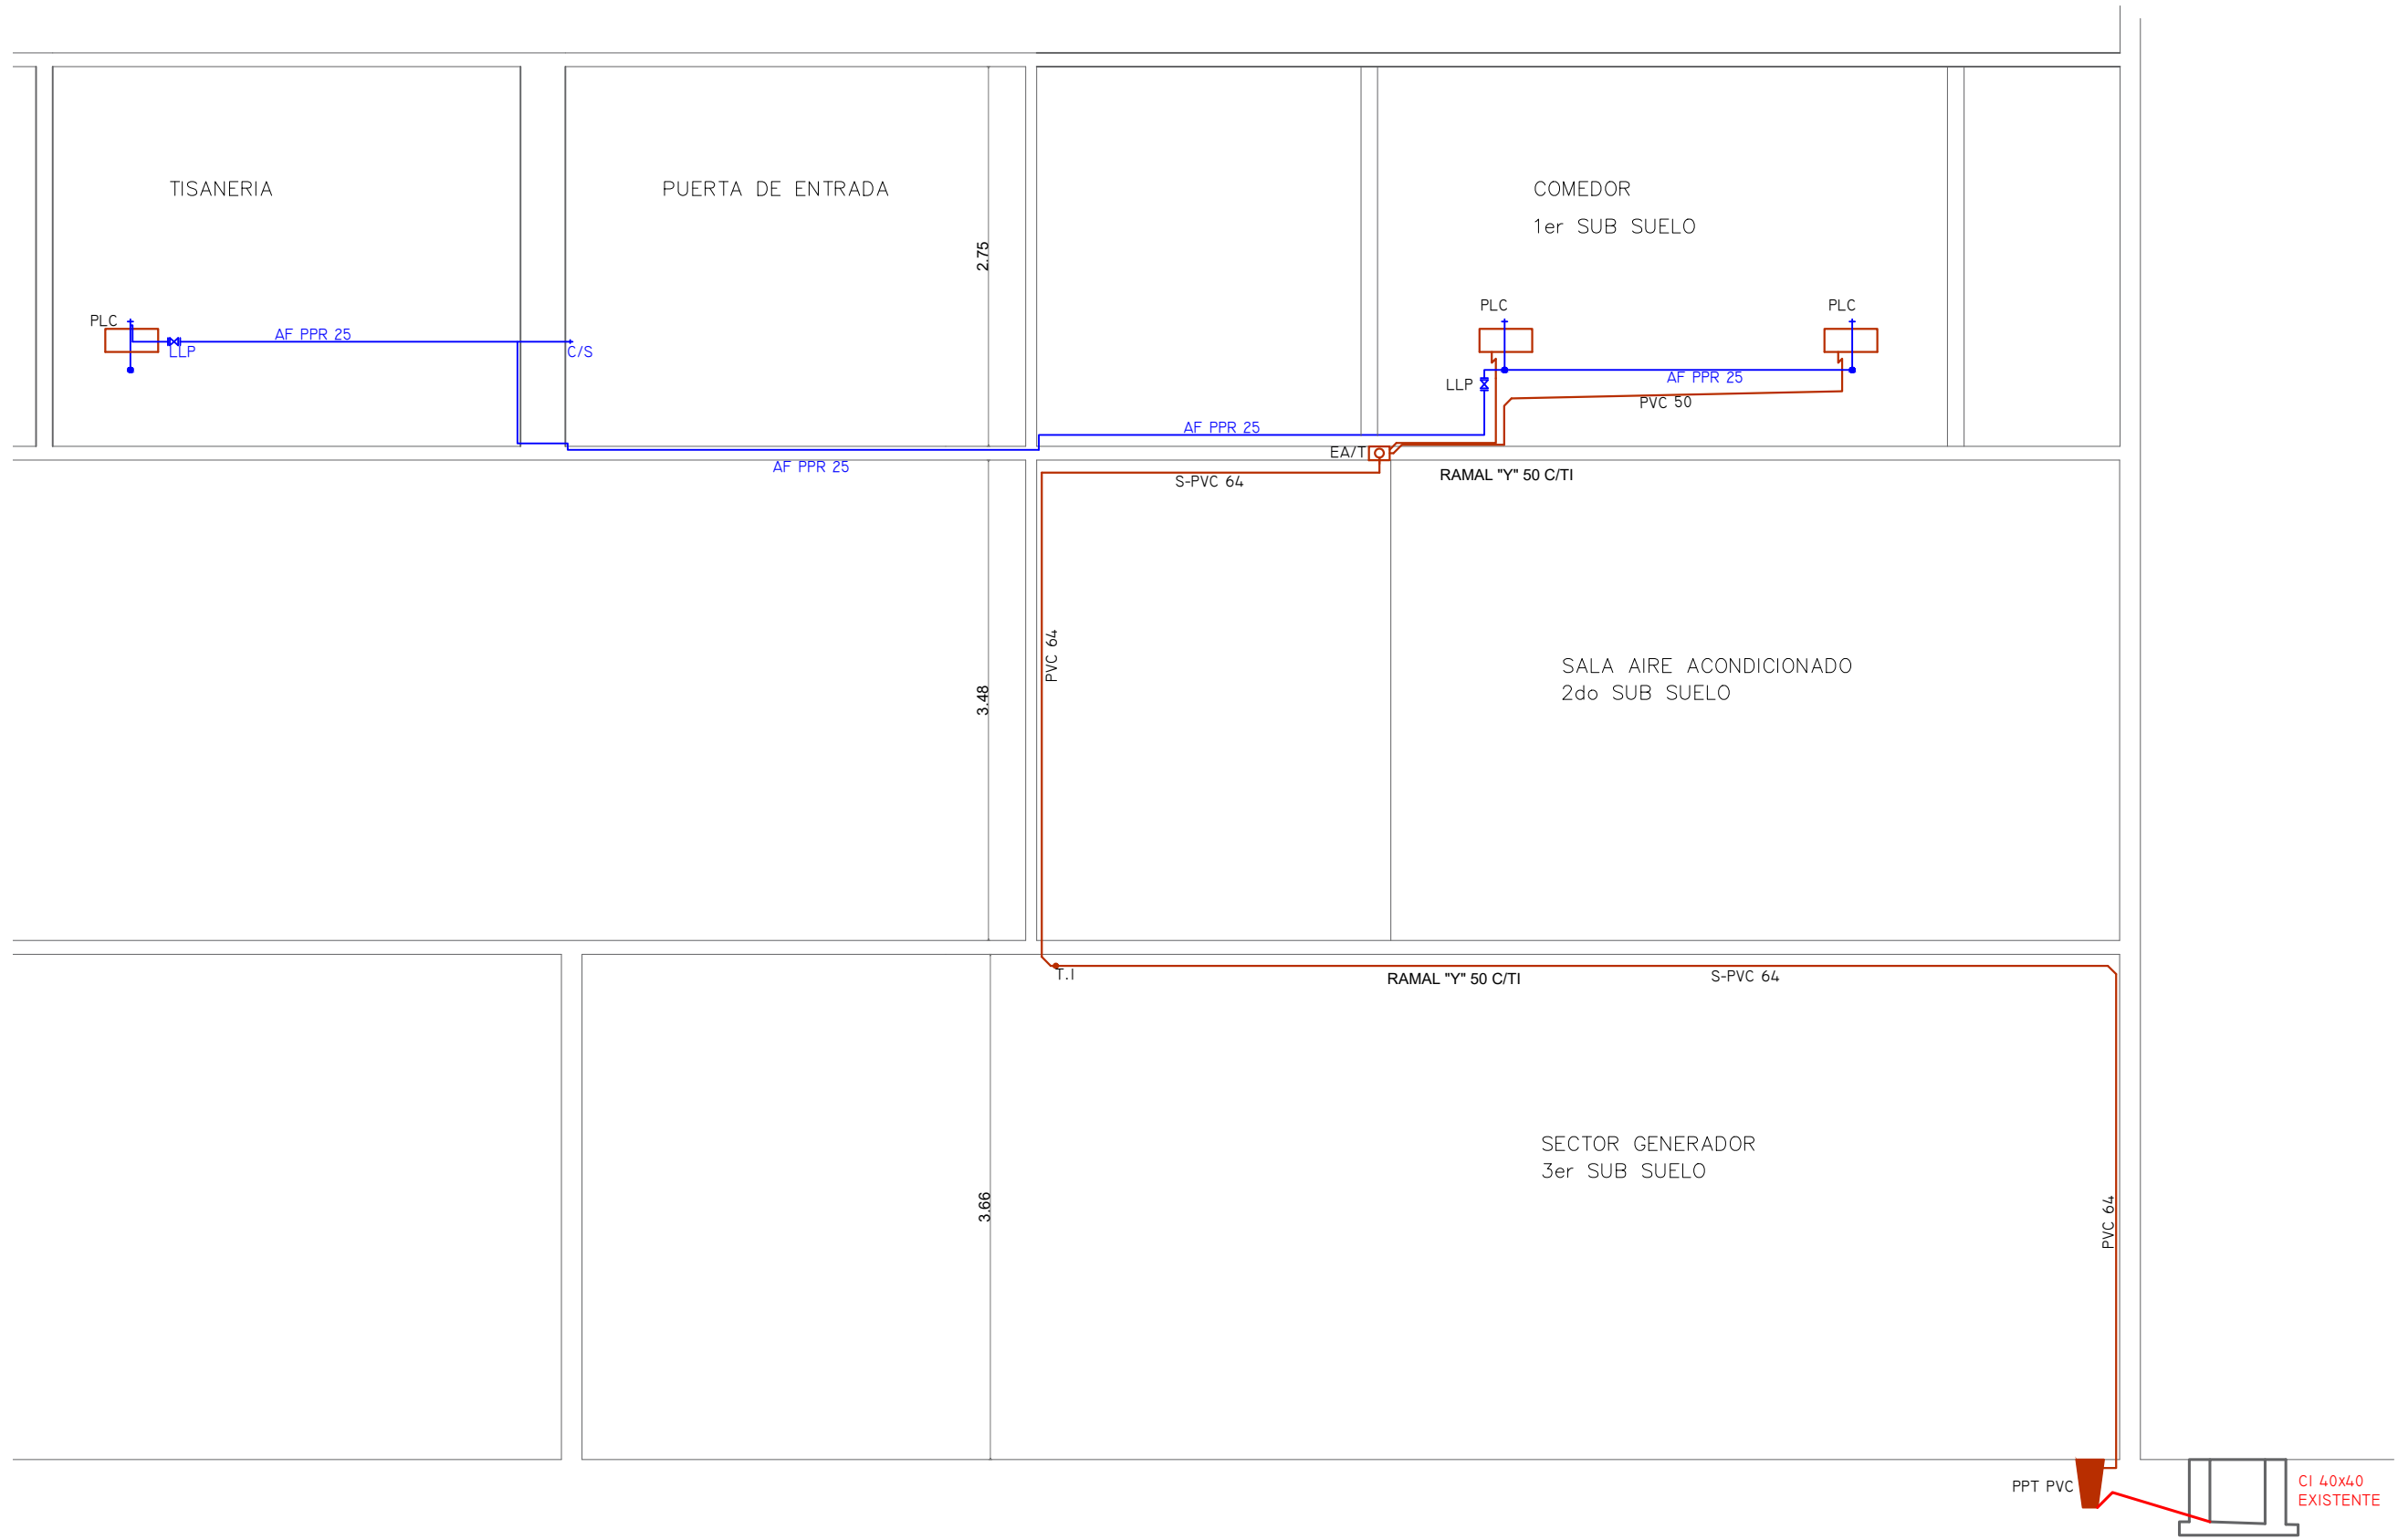 TISANERIA
PUERTA DE ENTRADA
COMEDOR
1er SUB SUELO
2.75
PLC
AF PPR 25
LLP
C/S
PLC
PLC
LLP
AF PPR 25
PVC 50
AF PPR 25
EA/T
AF PPR 25
S-PVC 64
RAMAL "Y" 50 C/TI
PVC 64
3.48
SALA AIRE ACONDICIONADO
2do SUB SUELO
T.I
RAMAL "Y" 50 C/TI
S-PVC 64
SECTOR GENERADOR
3er SUB SUELO
3.66
PVC 64
PPT PVC
CI 40x40
EXISTENTE